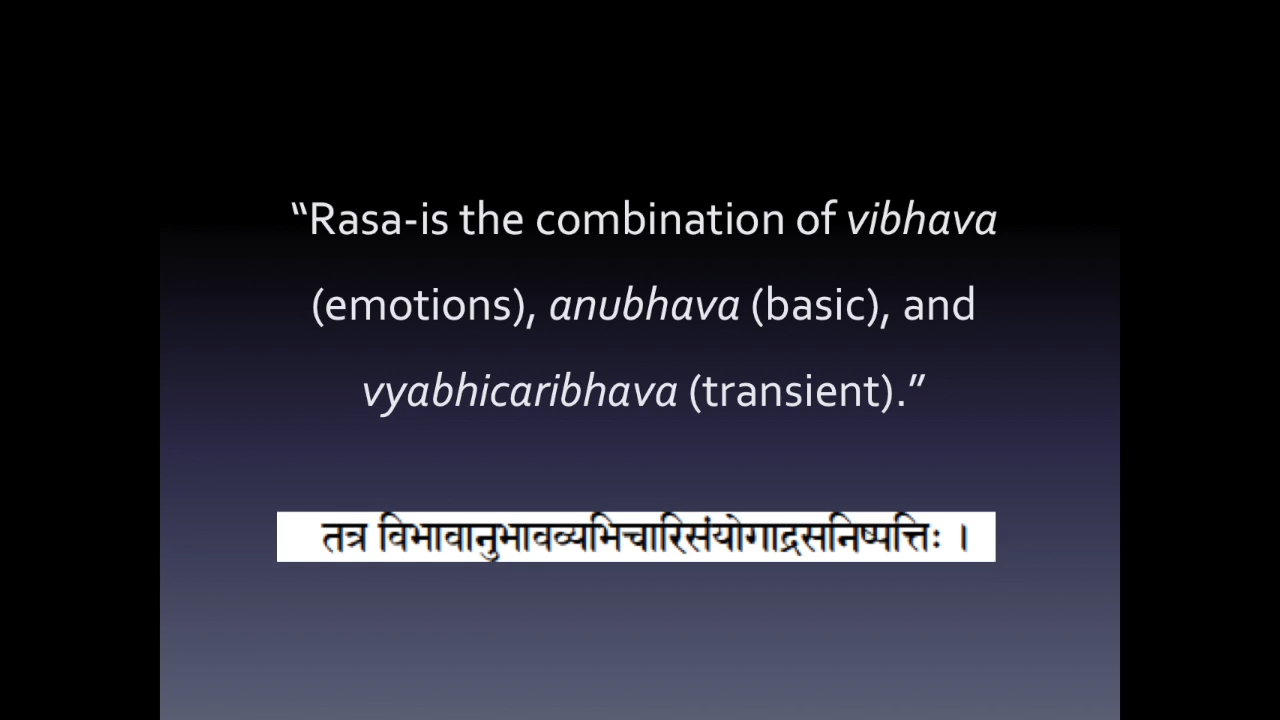 “Rasa-is the combination of vibhava
(emotions), anubhava (basic), and
vyabhicaribhava (transient).”
तत्र विभावानुभावव्यभिचारिसंयोगाद्रसनिष्पत्तिः ।